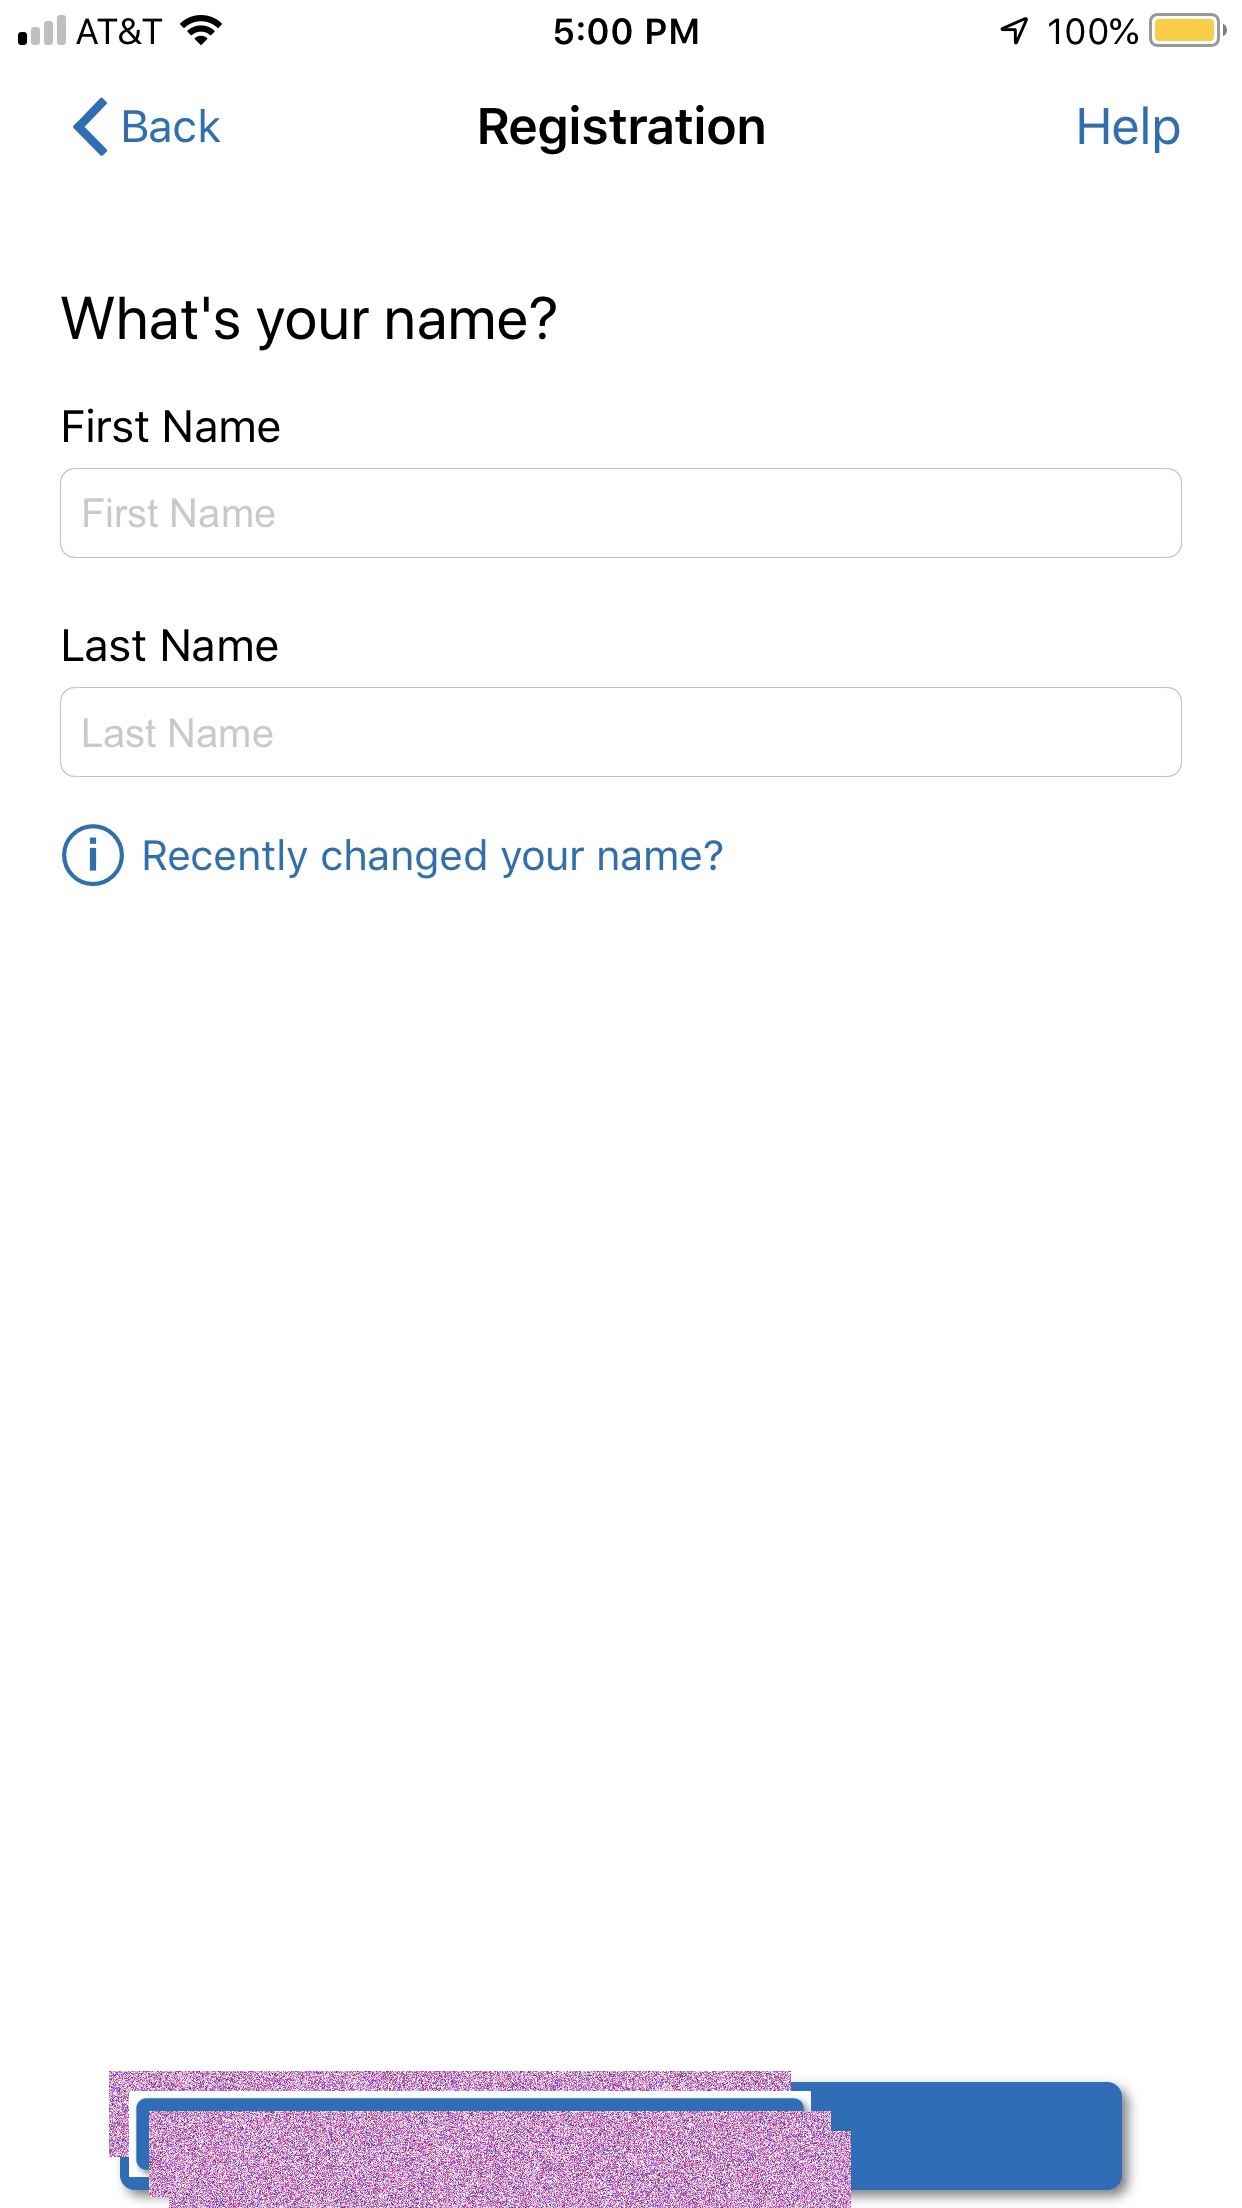 AT&T 5:00 PM 100%
Back Registration Help
What's your name?
First Name
First Name
Last Name
Last Name
Recently changed your name?